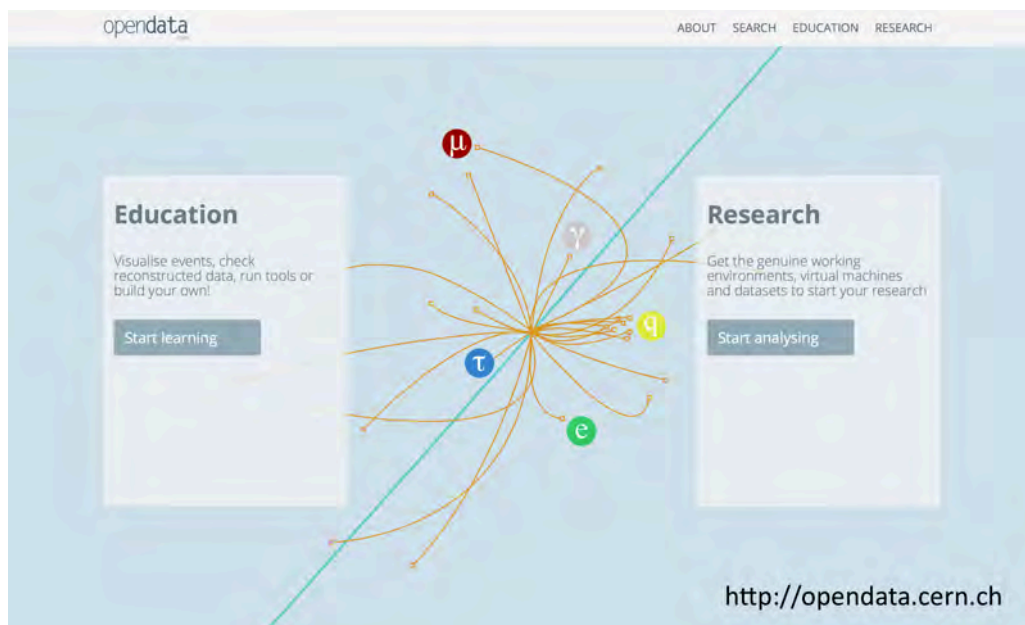 opendata
ABOUT SEARCH EDUCATION RESEARCH
μ
γ
Education
Visualise events, check
reconstructed data, run tools or
build your own!
Start learning
Research
Get the genuine working
environments, virtual machines
and datasets to start your research
Start analysing
q
τ
e
http://opendata.cern.ch